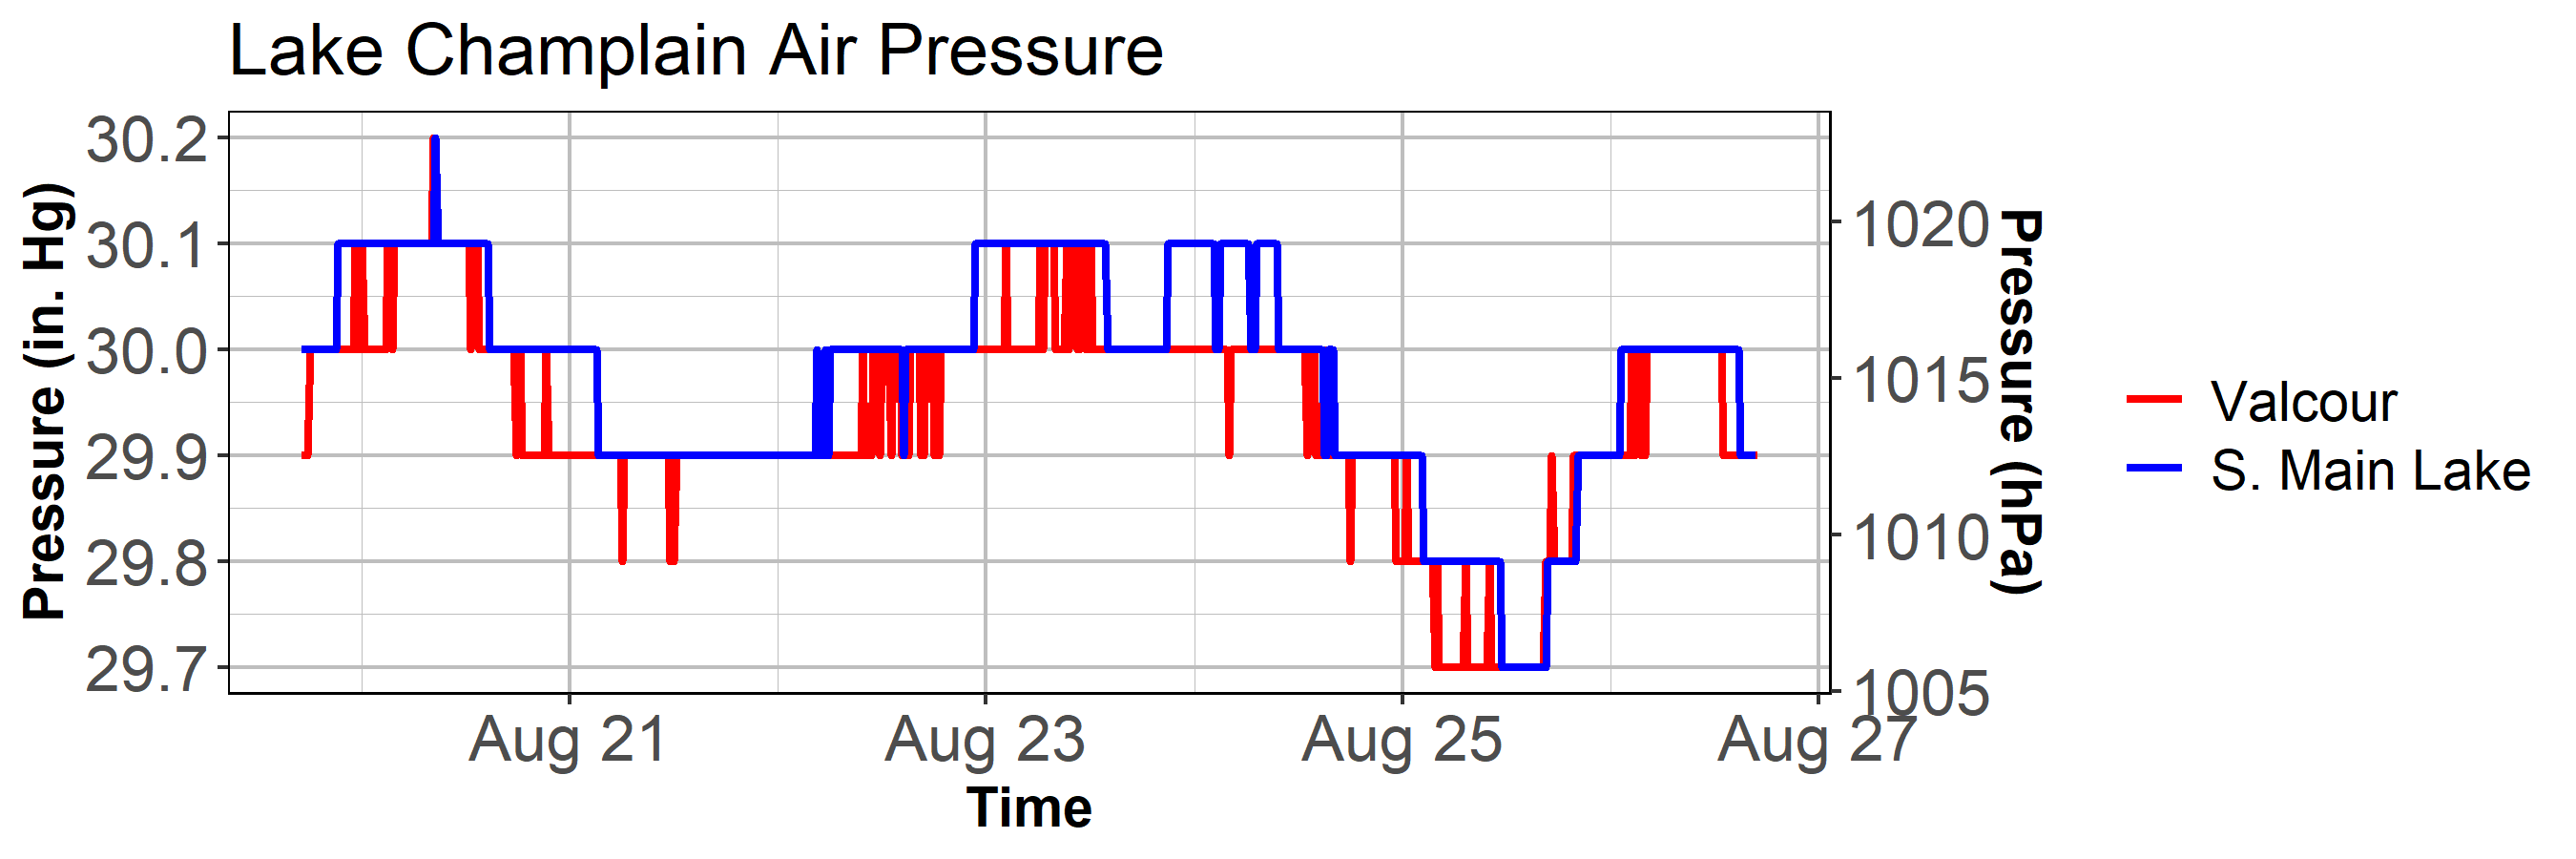 Lake Champlain Air Pressure
Pressure (in. Hg)
30.2
30.1
30.0
29.9
29.8
29.7
1020
1015
1010
1005
Pressure (hPa)
Aug 21
Aug 23
Aug 25
Aug 27
Time
Valcour
S. Main Lake